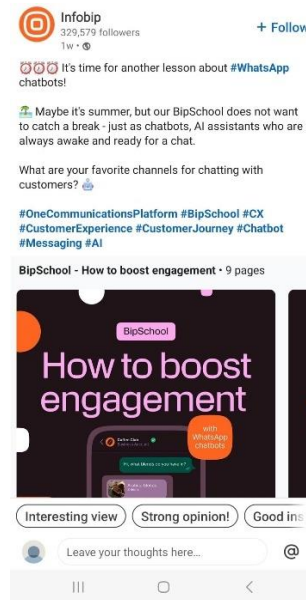 Infobip
329,579 followers
1w •
+ Follow
It's time for another lesson about #WhatsApp
chatbots!
Maybe it's summer, but our BipSchool does not want
to catch a break - just as chatbots, AI assistants who are
always awake and ready for a chat.
What are your favorite channels for chatting with
customers?
#OneCommunicationsPlatform #BipSchool #CX
#CustomerExperience #CustomerJourney #Chatbot
#Messaging #AI
BipSchool - How to boost engagement • 9 pages
BipSchool
How to boost
engagement
with
WhatsApp
chatbots
Interesting view
Strong opinion!
Good ins
Leave your thoughts here...
@